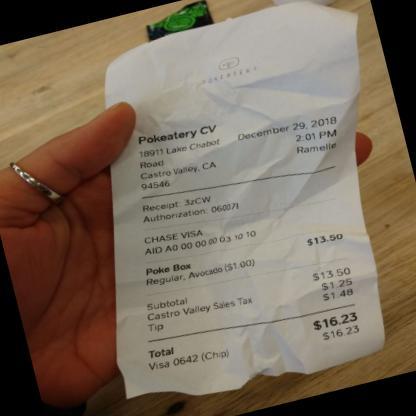 POKEATERY
Pokeatery CV
18911 Lake Chabot Road
Castro Valley, CA
94546
December 29, 2018
2:01 PM
Ramelle
Receipt: 3zCW
Authorization: 060071
CHASE VISA
AID A0 00 00 00 03 10 10
Poke Box $13.50
Regular, Avocado ($1.00)
Subtotal $13.50
Castro Valley Sales Tax $1.25
Tip $1.48
Total $16.23
Visa 0642 (Chip) $16.23